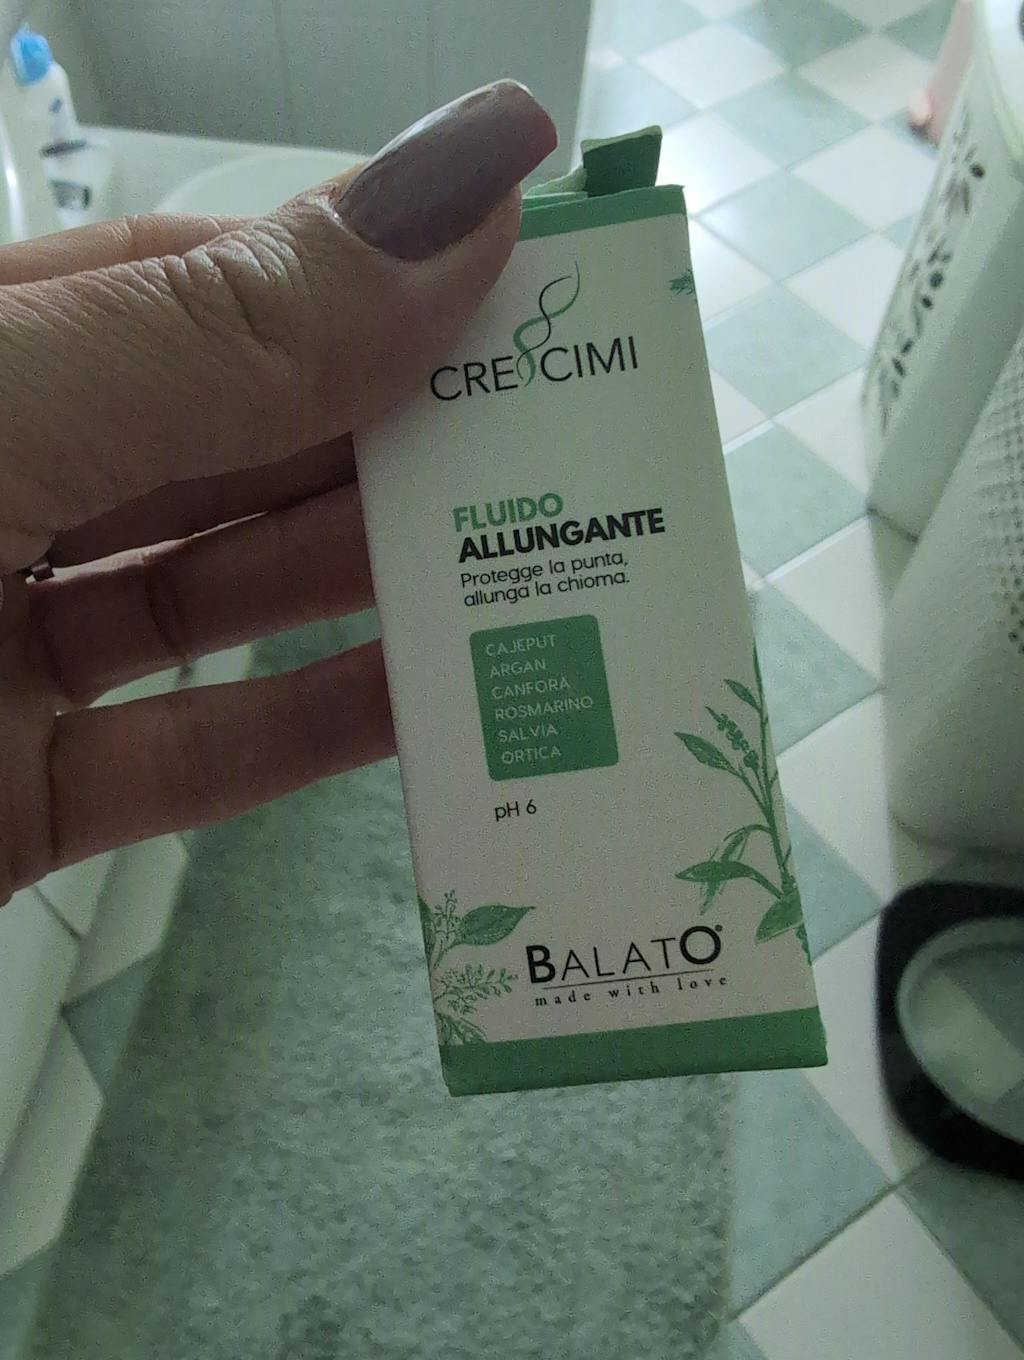 CRESCIMI
FLUIDO
ALLUNGANTE
Protegge la punta,
allunga la chioma.
CAJEPUT
ARGAN
CANFORA
ROSMARINO
SALVIA
ORTICA
pH 6
BALATO®
made with love